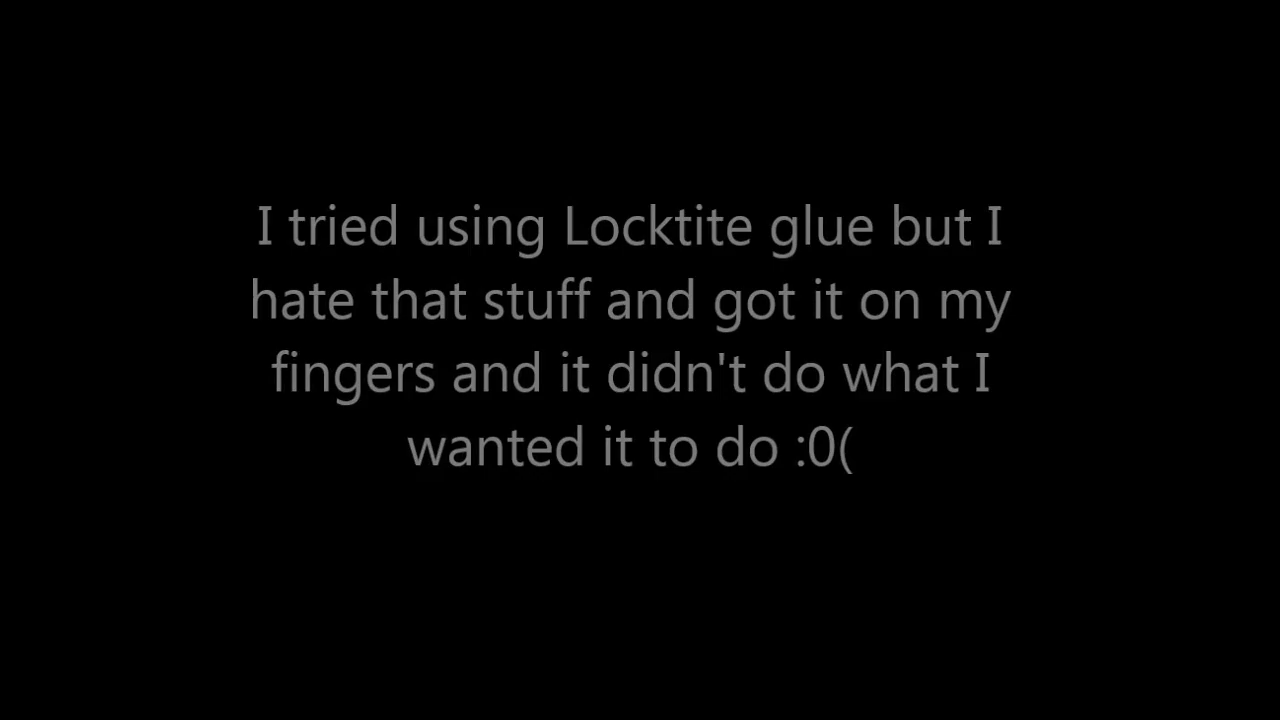 I tried using Locktite glue but I
hate that stuff and got it on my
fingers and it didn't do what I
wanted it to do :0(